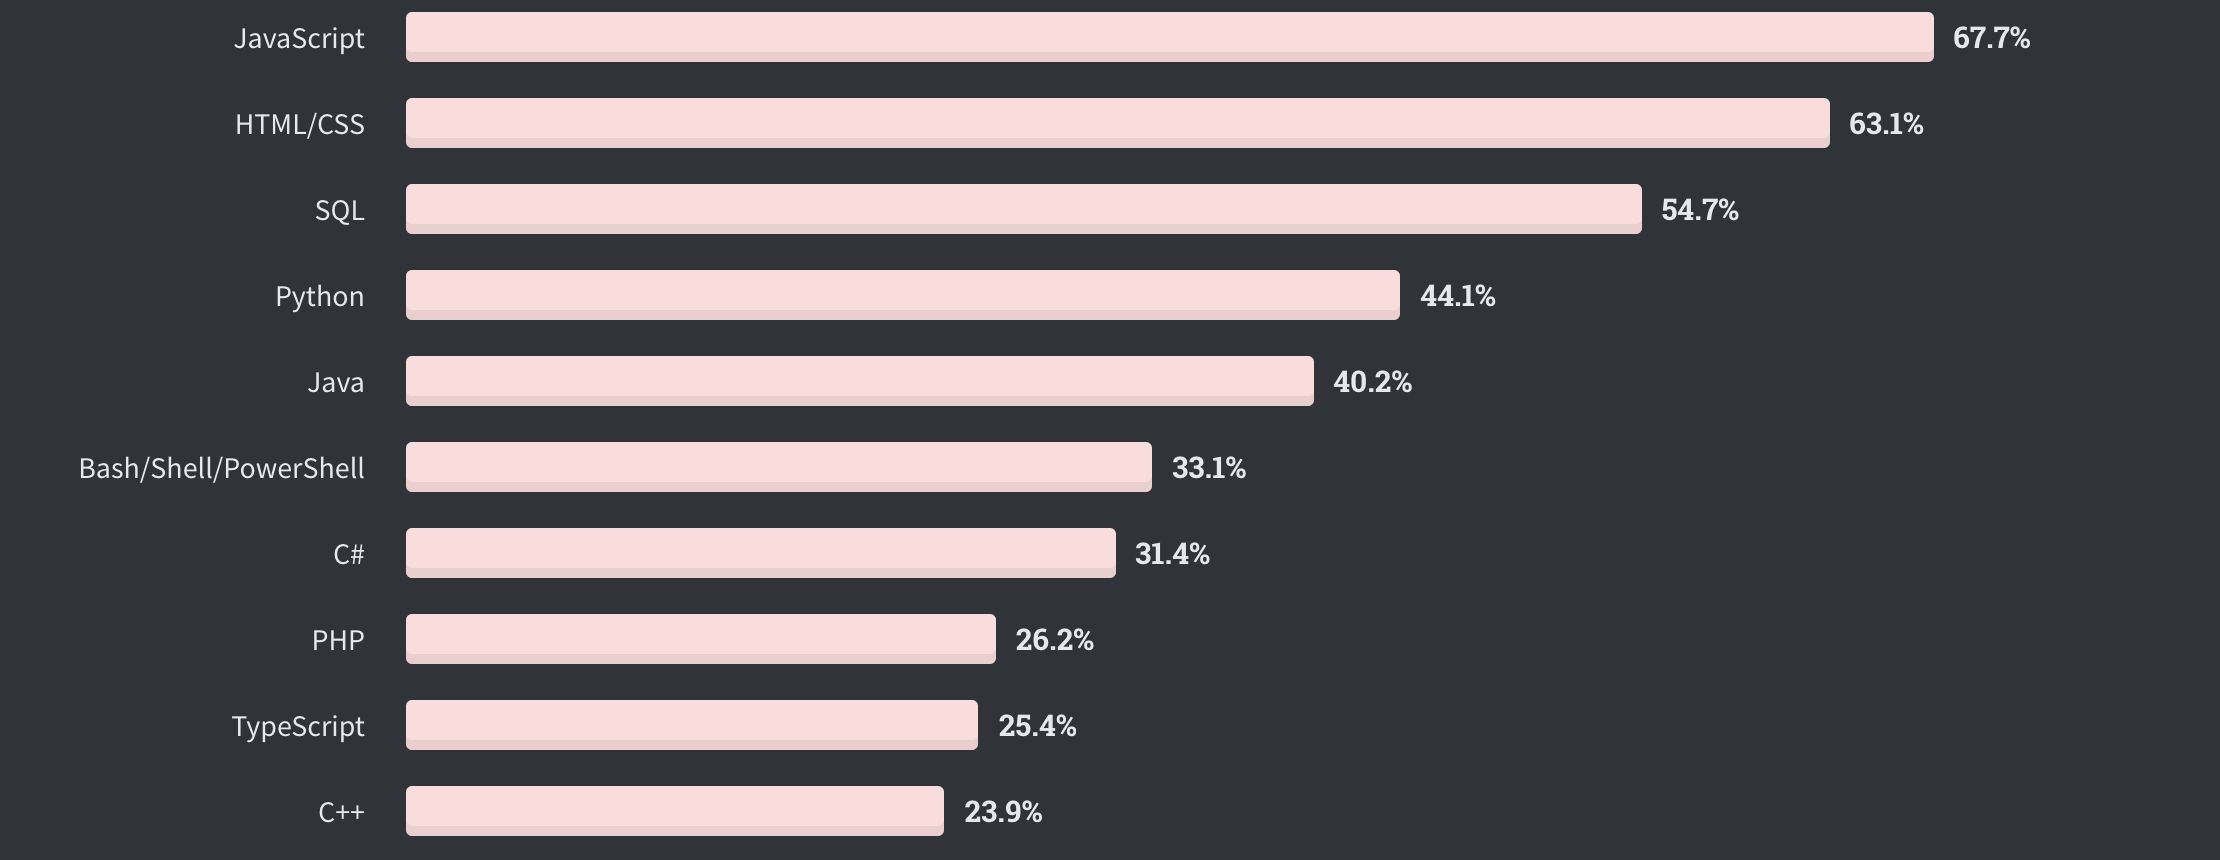 JavaScript 67.7%
HTML/CSS 63.1%
SQL 54.7%
Python 44.1%
Java 40.2%
Bash/Shell/PowerShell 33.1%
C# 31.4%
PHP 26.2%
TypeScript 25.4%
C++ 23.9%